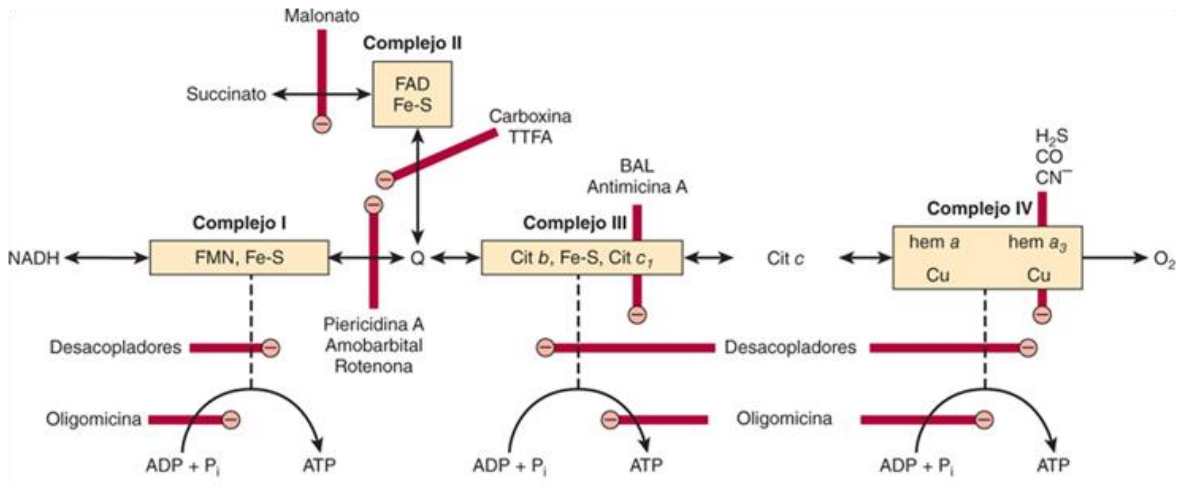 Malonato
Complejo II
Succinato
FAD
Fe-S
Carboxina
TTFA
H₂S
CO
CN⁻
BAL
Antimicina A
Complejo I
Complejo III
Complejo IV
NADH
FMN, Fe-S
Q
Cit b, Fe-S, Cit c₁
Cit c
hem a
hem a₃
Cu
Cu
O₂
Piericidina A
Amobarbital
Rotenona
Desacopladores
Desacopladores
Oligomicina
Oligomicina
ADP + Pᵢ
ATP
ADP + Pᵢ
ATP
ADP + Pᵢ
ATP